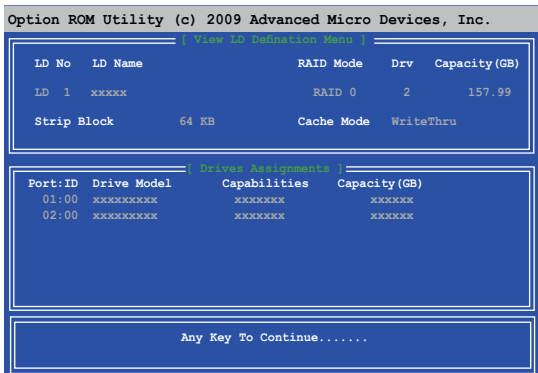 Option ROM Utility (c) 2009 Advanced Micro Devices, Inc.
[ View LD Defination Menu ]
LD No LD Name RAID Mode Drv Capacity(GB)
LD 1 xxxxx RAID 0 2 157.99
Strip Block 64 KB Cache Mode WriteThru
[ Drives Assignments ]
Port:ID Drive Model Capabilities Capacity(GB)
01:00 xxxxxxxxx xxxxxxx xxxxxx
02:00 xxxxxxxxx xxxxxxx xxxxxx
Any Key To Continue.......